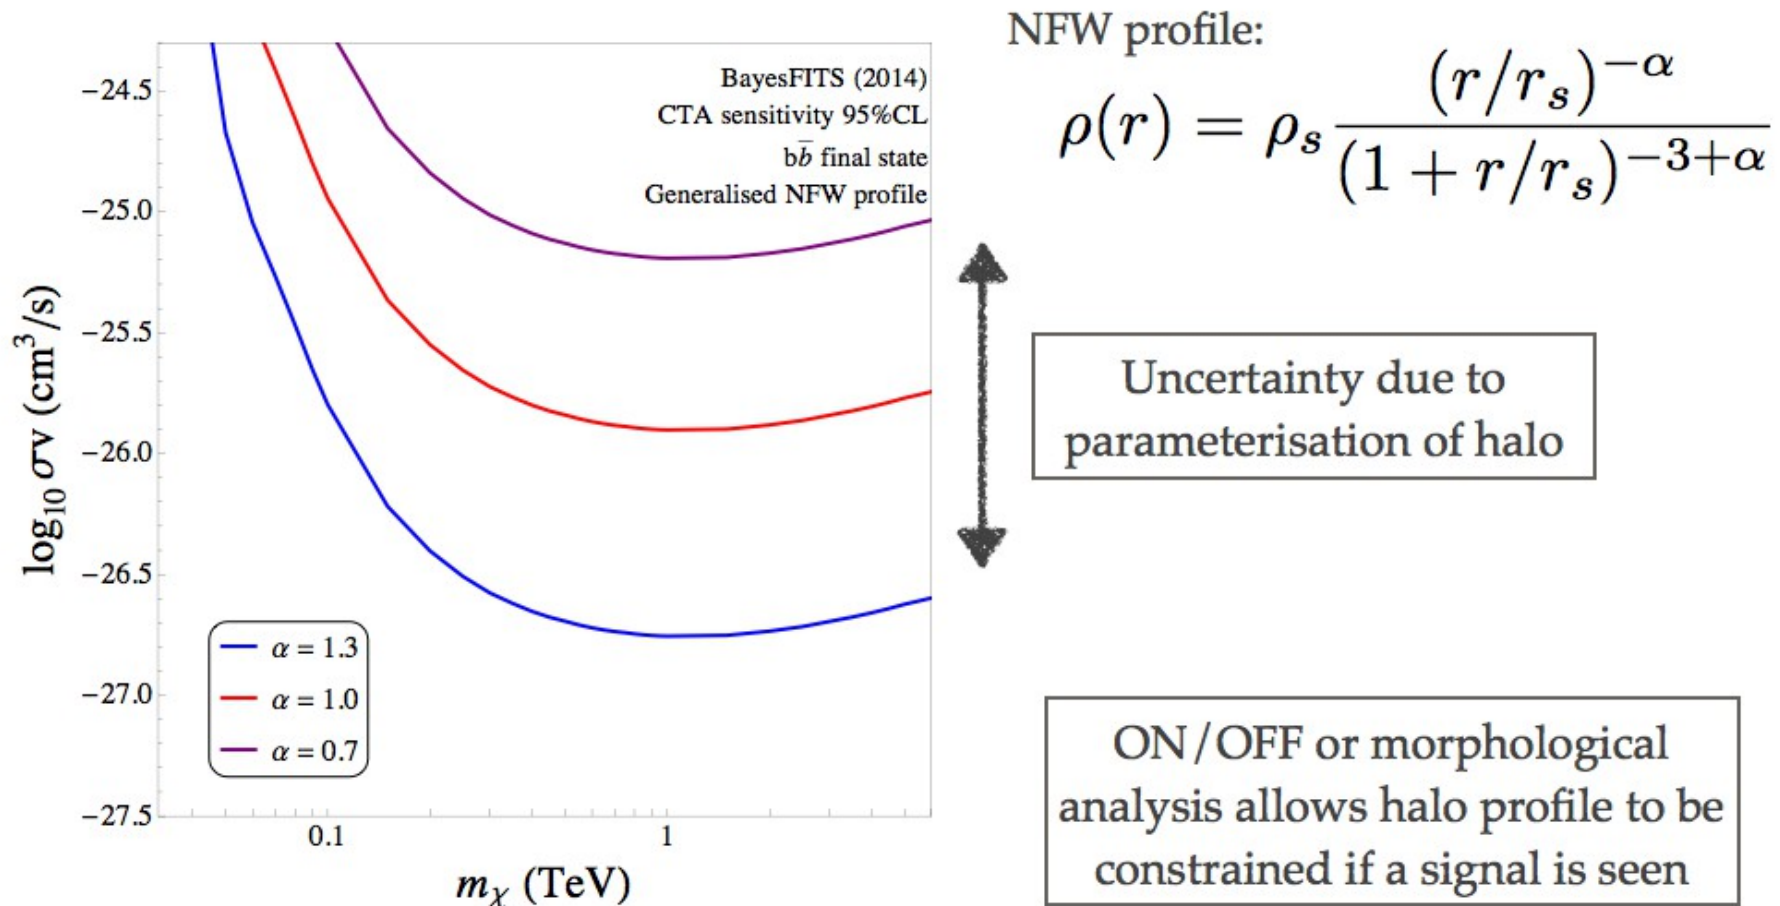 NFW profile:
ρ(r) = ρ_s (r/r_s)^{-α} / (1 + r/r_s)^{-3+α}
BayesFITS (2014)
CTA sensitivity 95%CL
bb̅ final state
Generalised NFW profile
−24.5
−25.0
−25.5
−26.0
−26.5
−27.0
−27.5
log₁₀ σv (cm³/s)
α = 1.3
α = 1.0
α = 0.7
0.1 1
m_χ (TeV)
Uncertainty due to
parameterisation of halo
ON/OFF or morphological
analysis allows halo profile to be
constrained if a signal is seen